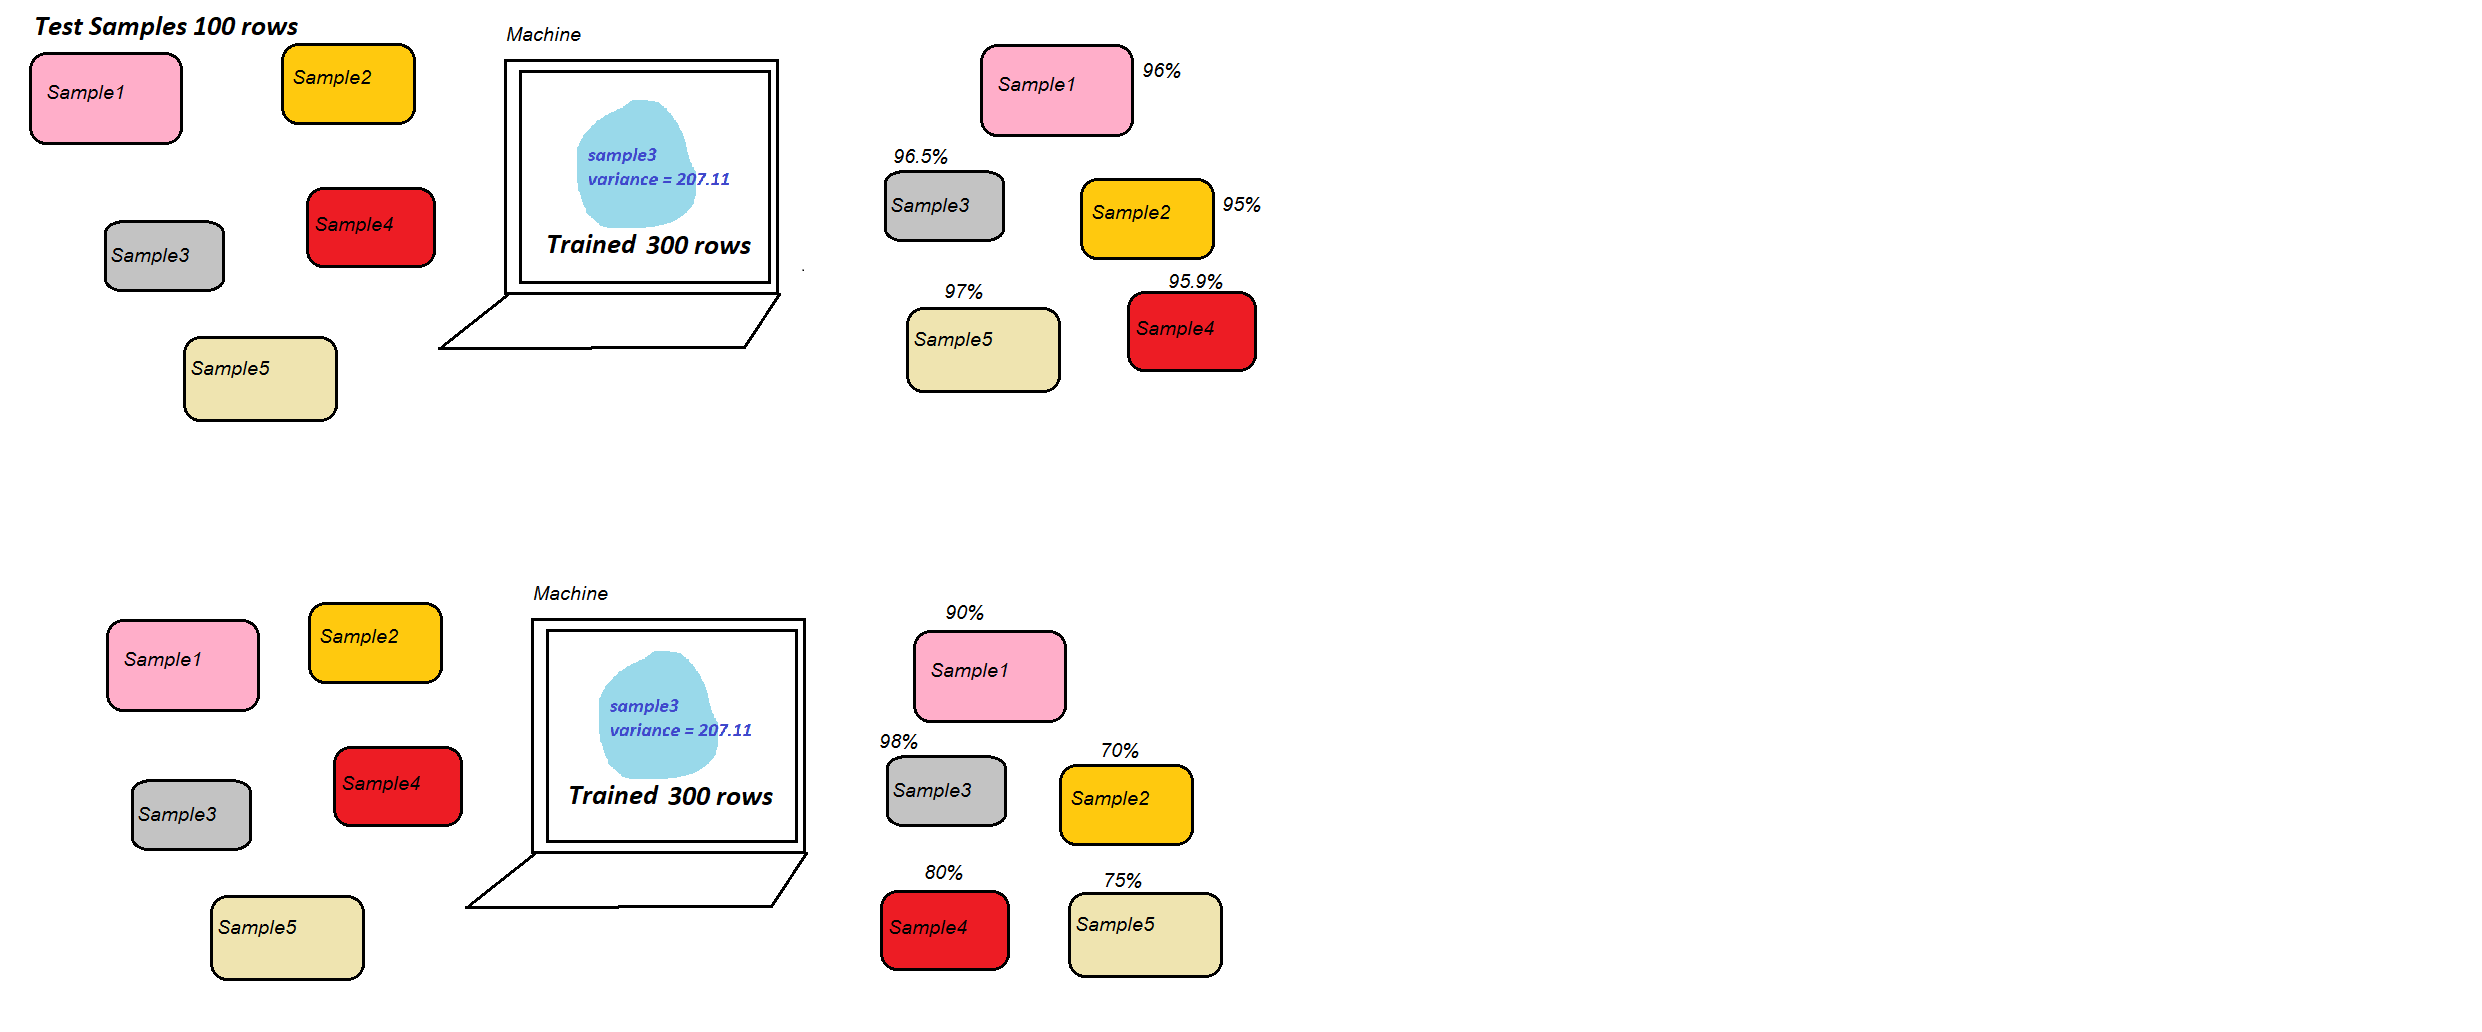 Test Samples 100 rows
Machine
Sample1
Sample2
sample3
variance = 207.11
Trained 300 rows
Sample3
Sample4
Sample5
Sample1
96%
96.5%
Sample3
Sample2
95%
97%
Sample5
95.9%
Sample4
Machine
Sample1
Sample2
sample3
variance = 207.11
Trained 300 rows
Sample3
Sample4
Sample5
90%
Sample1
98%
Sample3
70%
Sample2
80%
Sample4
75%
Sample5